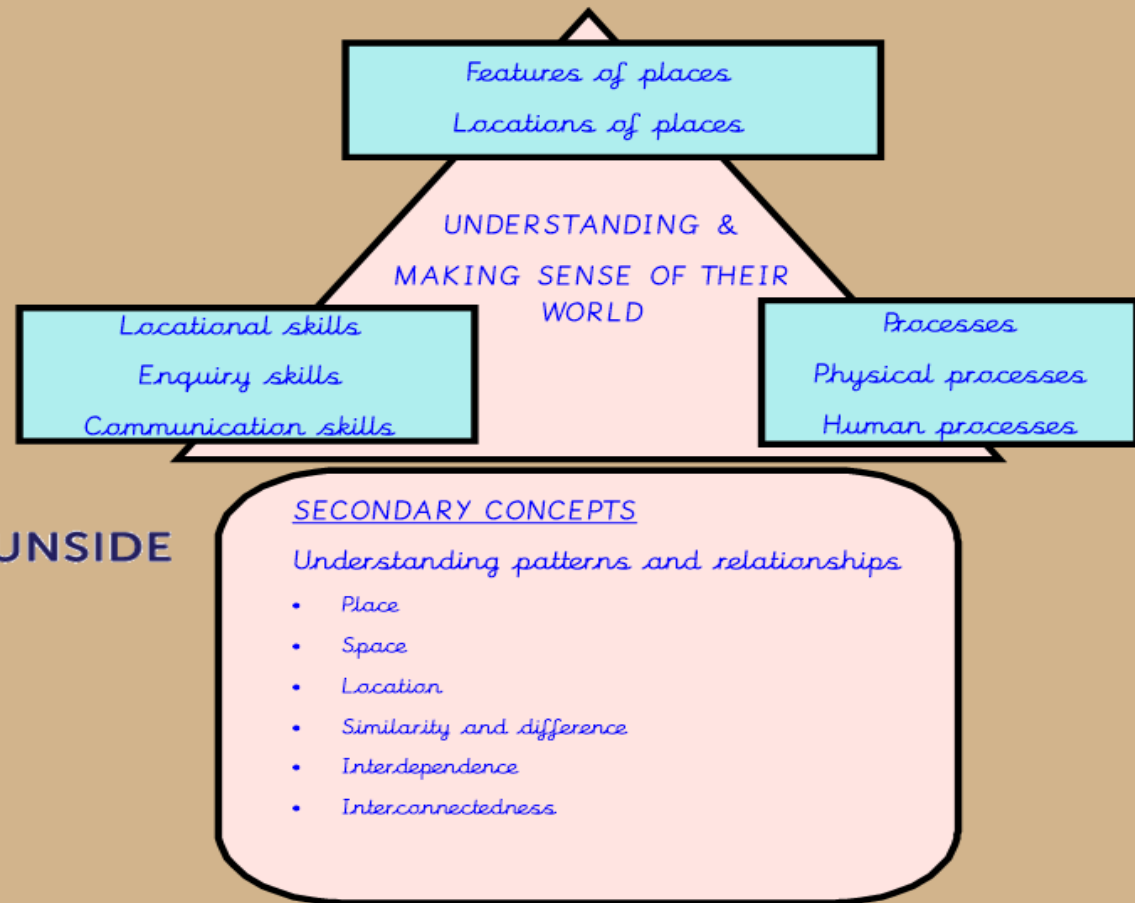 Features of places
Locations of places
UNDERSTANDING &
MAKING SENSE OF THEIR
WORLD
Locational skills
Enquiry skills
Communication skills
Processes
Physical processes
Human processes
SECONDARY CONCEPTS
Understanding patterns and relationships
• Place
• Space
• Location
• Similarity and difference
• Interdependence
• Interconnectedness
UNSIDE